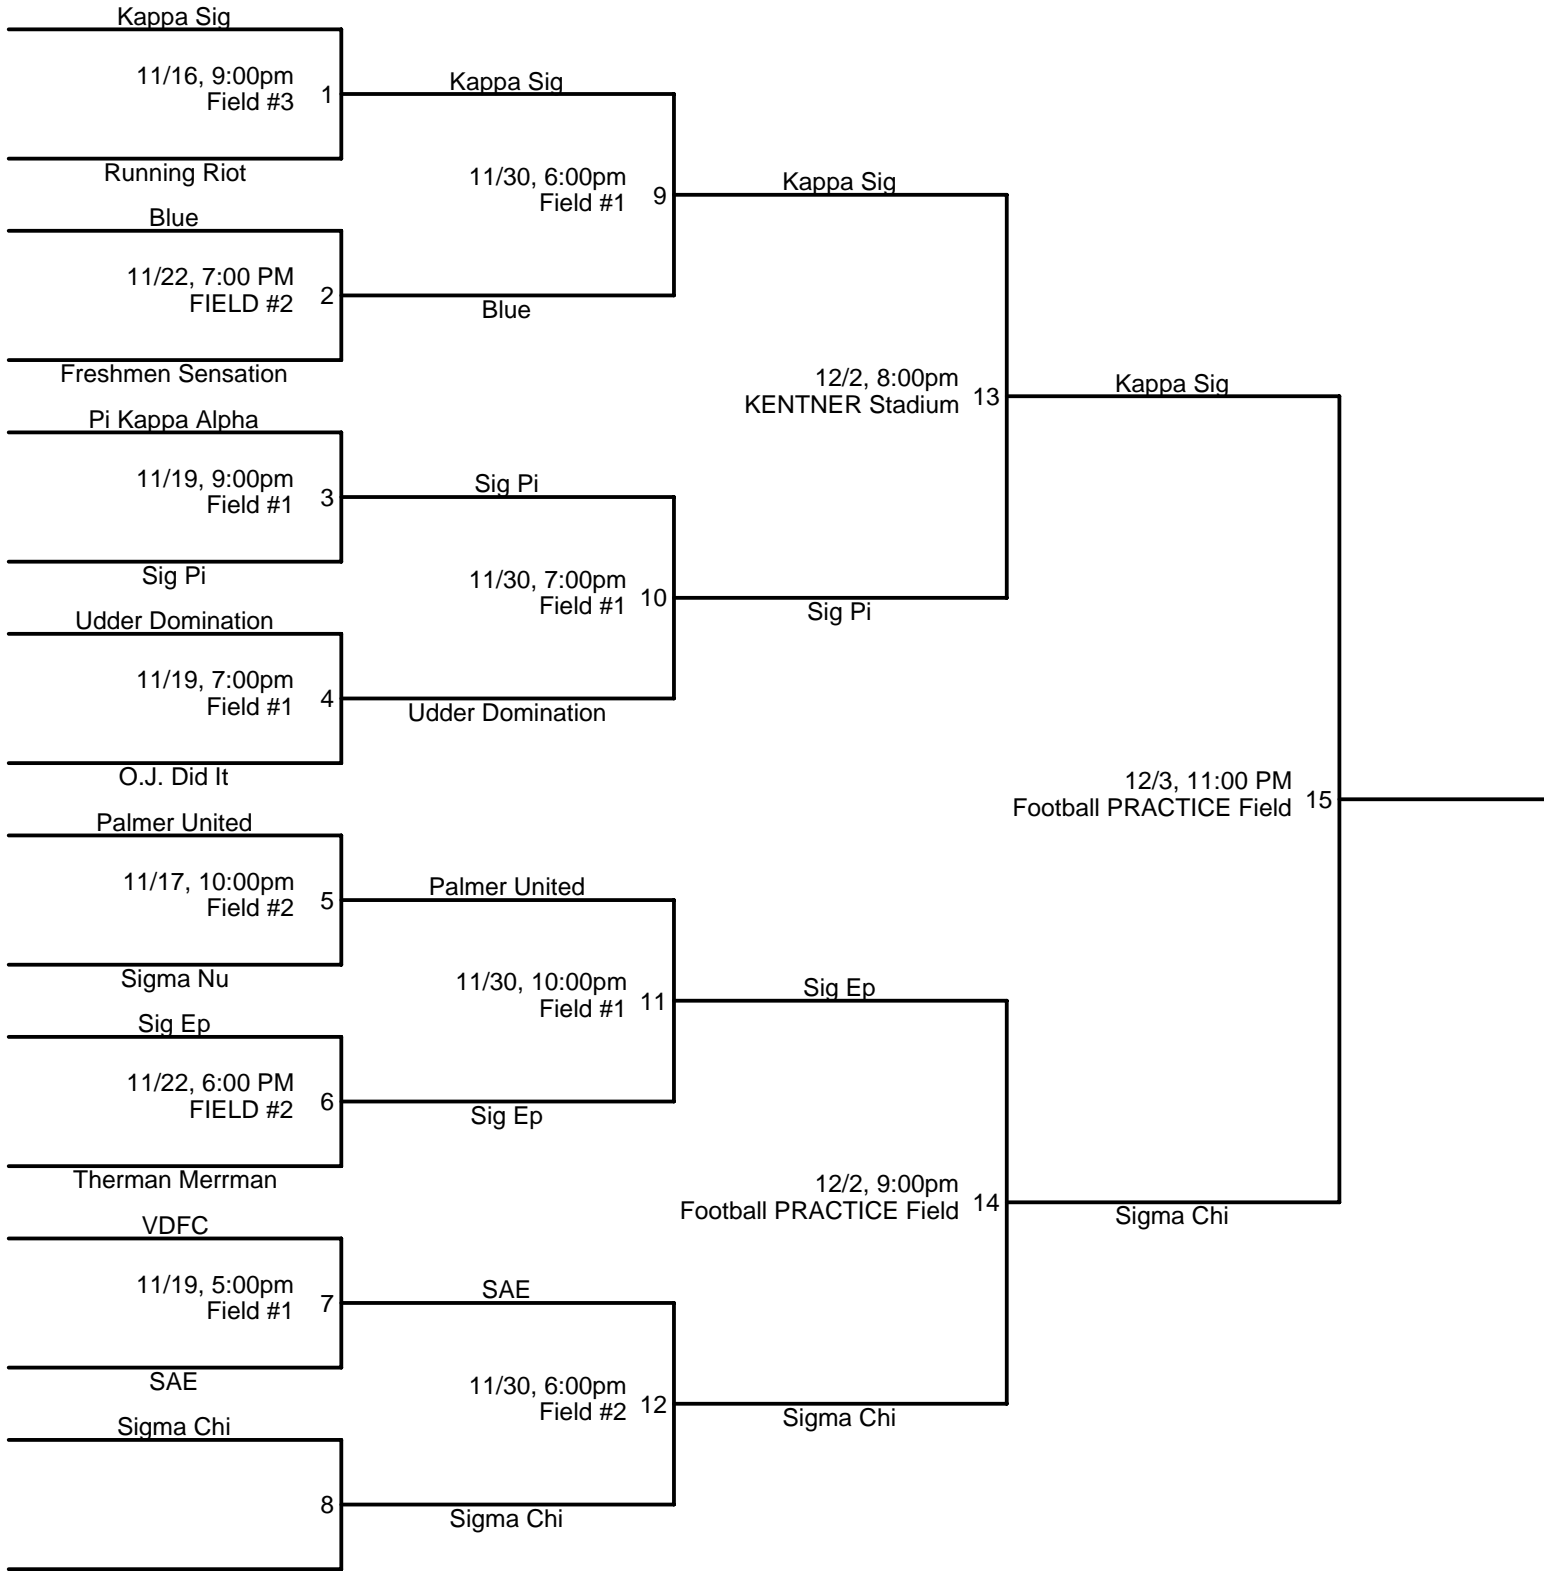 Kappa Sig
11/16, 9:00pm
Field #3
1
Running Riot
Blue
11/22, 7:00 PM
FIELD #2
2
Freshmen Sensation
Pi Kappa Alpha
11/19, 9:00pm
Field #1
3
Sig Pi
Udder Domination
11/19, 7:00pm
Field #1
4
O.J. Did It
Palmer United
11/17, 10:00pm
Field #2
5
Sigma Nu
Sig Ep
11/22, 6:00 PM
FIELD #2
6
Therman Merrman
VDFC
11/19, 5:00pm
Field #1
7
SAE
Sigma Chi
8
Kappa Sig
11/30, 6:00pm
Field #1
9
Blue
Sig Pi
11/30, 7:00pm
Field #1
10
Udder Domination
Palmer United
11/30, 10:00pm
Field #1
11
Sig Ep
SAE
11/30, 6:00pm
Field #2
12
Sigma Chi
Kappa Sig
12/2, 8:00pm
KENTNER Stadium
13
Sig Pi
Sig Ep
12/2, 9:00pm
Football PRACTICE Field
14
Sigma Chi
Kappa Sig
12/3, 11:00 PM
Football PRACTICE Field
15
Sigma Chi